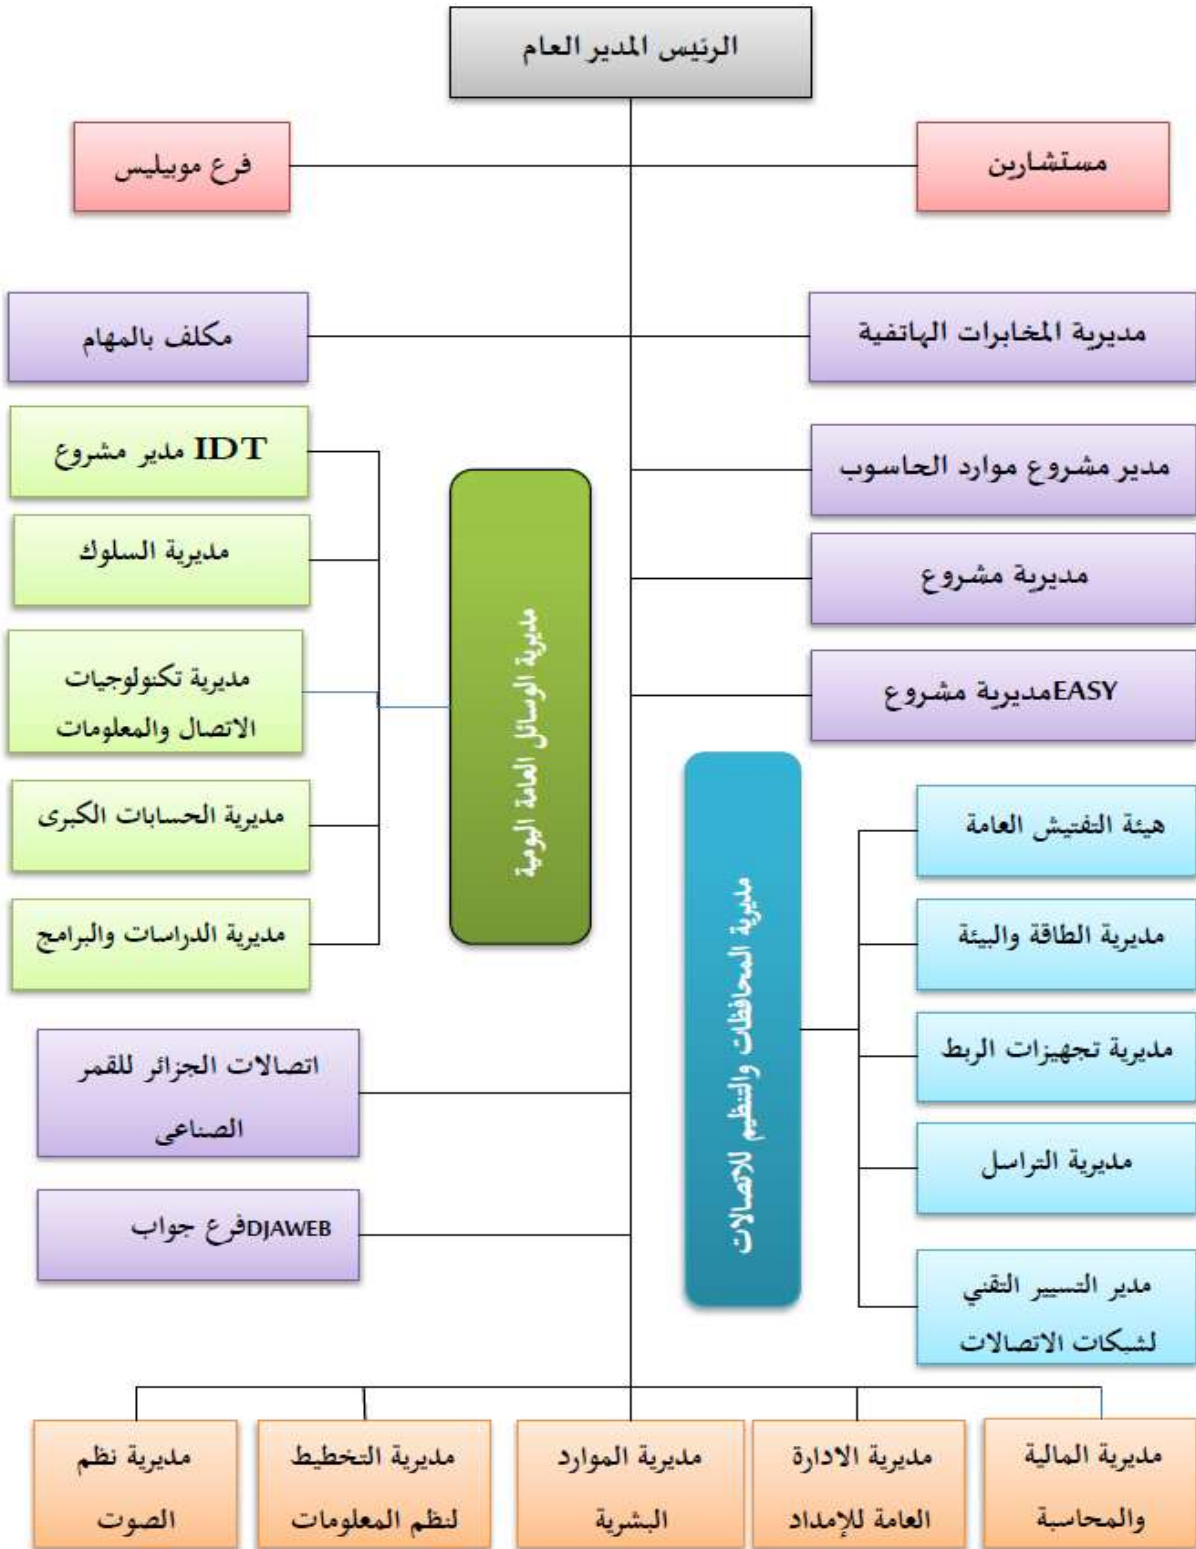 الرئيس المدير العام
مستشارين
فرع موبيليس
مديرية المخابرات الهاتفية
مكلف بالمهام
مدير مشروع موارد الحاسوب
مديرية مشروع
EASYمديرية مشروع
IDT مدير مشروع
مديرية السلوك
مديرية تكنولوجيات
الاتصال والمعلومات
مديرية الحسابات الكبرى
مديرية الدراسات والبرامج
مديرية الوسائل العامة اليومية
مديرية المحافظات والتنظيم للاتصالات
هيئة التفتيش العامة
مديرية الطاقة والبيئة
مديرية تجهيزات الربط
مديرية التراسل
مدير التسيير التقني
لشبكات الاتصالات
اتصالات الجزائر للقمر
الصناعي
DJAWEBفرع جواب
مديرية المالية
والمحاسبة
مديرية الادارة
العامة للإمداد
مديرية الموارد
البشرية
مديرية التخطيط
لنظم المعلومات
مديرية نظم
الصوت